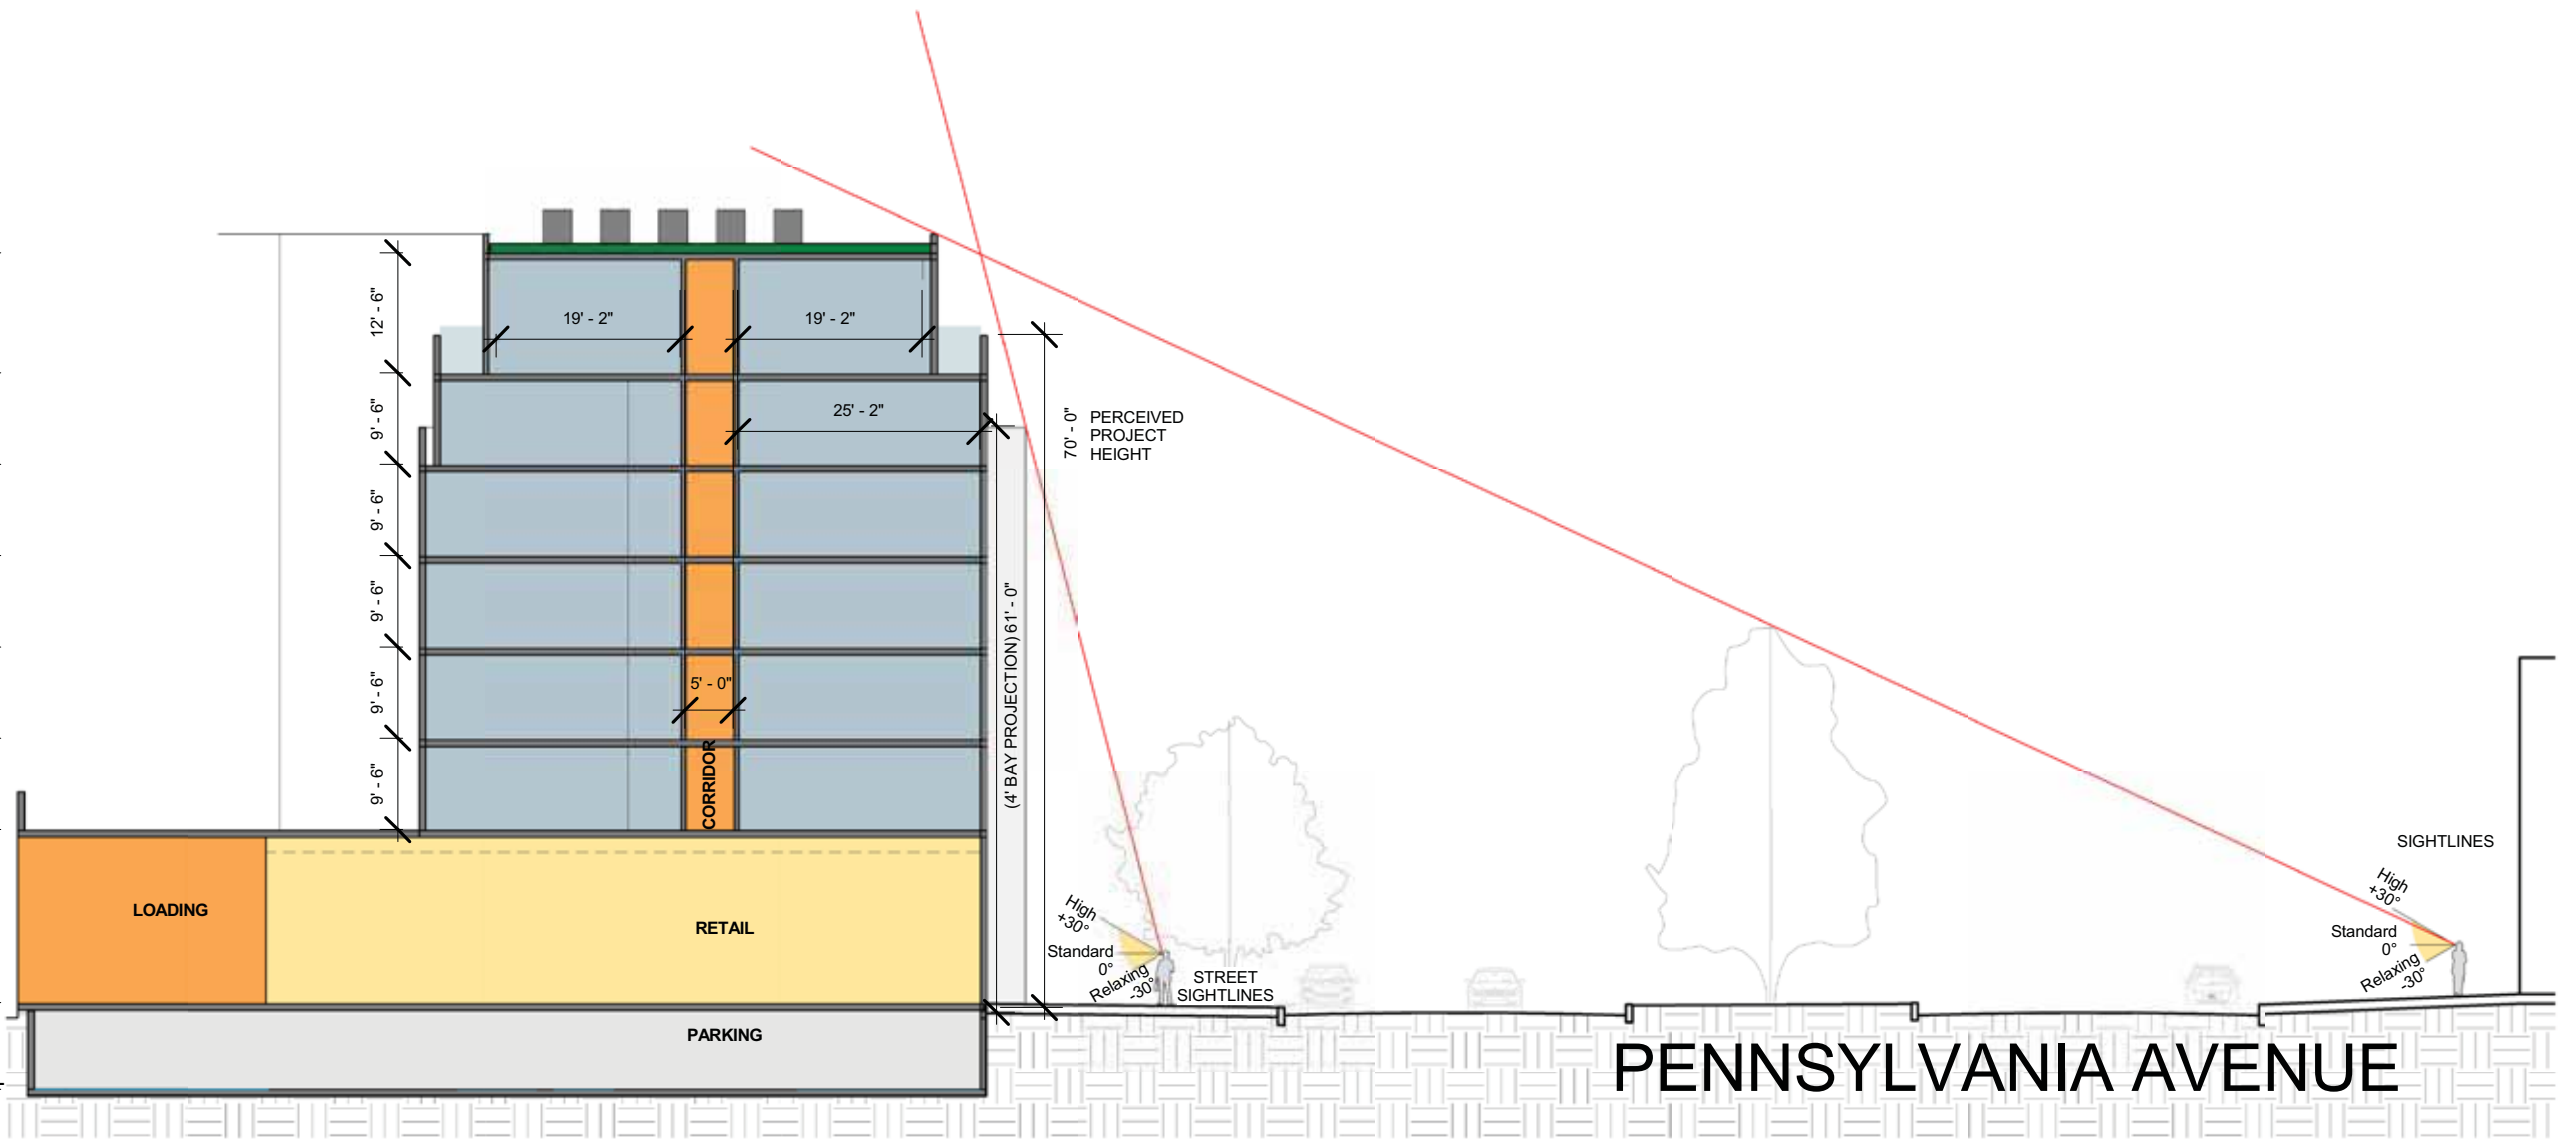 12' - 6"
19' - 2"
19' - 2"
9' - 6"
25' - 2"
70' - 0"
PERCEIVED
PROJECT
HEIGHT
9' - 6"
9' - 6"
(4' BAY PROJECTION) 61' - 0"
9' - 6"
5' - 0"
9' - 6"
CORRIDOR
LOADING
RETAIL
PARKING
High
+30°
Standard
0°
Relaxing
-30°
STREET
SIGHTLINES
SIGHTLINES
High
+30°
Standard
0°
Relaxing
-30°
PENNSYLVANIA AVENUE